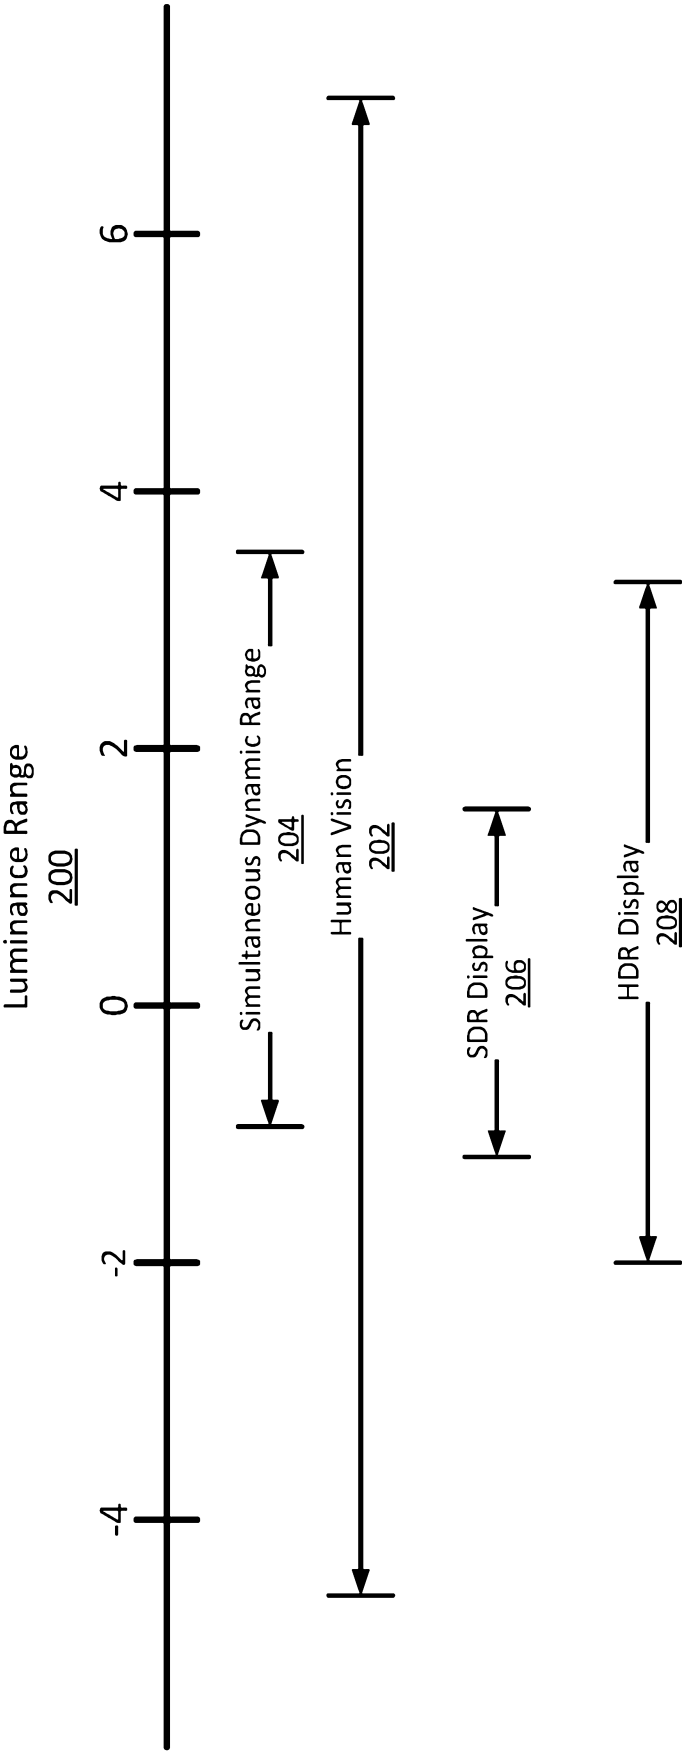 Luminance Range
200
-4
-2
0
2
4
6
Simultaneous Dynamic Range
204
Human Vision
202
SDR Display
206
HDR Display
208